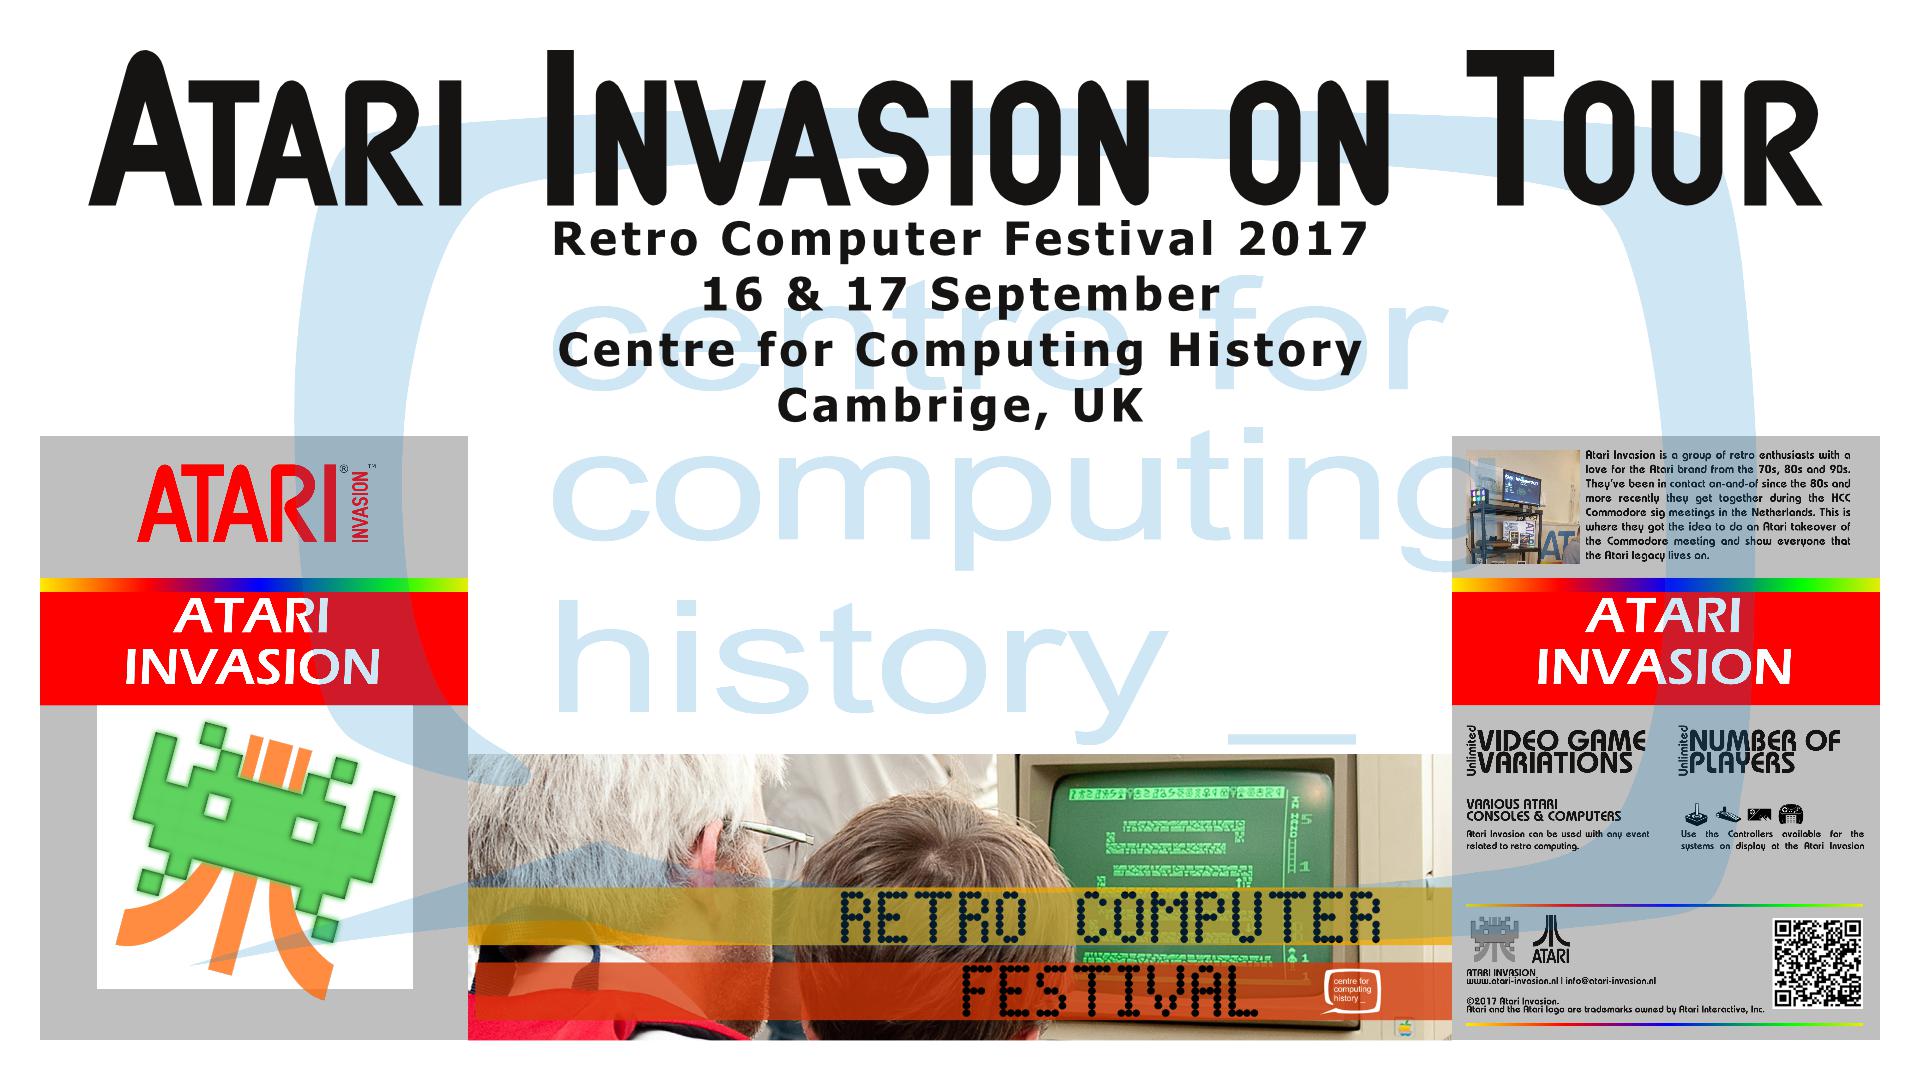 Atari Invasion on Tour
Retro Computer Festival 2017
16 & 17 September
Centre for Computing History
Cambrige, UK
centre for
computing
history _
ATARI ® INVASION ™
ATARI
INVASION
Atari Invasion is a group of retro enthusiasts with a
love for the Atari brand from the 70s, 80s and 90s.
They've been in contact on-and-of since the 80s and
more recently they get together during the HCC
Commodore sig meetings in the Netherlands. This is
where they got the idea to do an Atari takeover of
the Commodore meeting and show everyone that
the Atari legacy lives on.
ATARI
INVASION
Unlimited
VIDEO GAME
VARIATIONS
Unlimited
NUMBER OF
PLAYERS
VARIOUS ATARI
CONSOLES & COMPUTERS
Atari Invasion can be used with any event
related to retro computing.
Use the Controllers available for the
systems on display at the Atari Invasion
ATARI
ATARI INVASION
www.atari-invasion.nl | info@atari-invasion.nl
©2017 Atari Invasion.
Atari and the Atari logo are trademarks owned by Atari Interactive, Inc.
RETRO COMPUTER
FESTIVAL
centre for
computing
history _